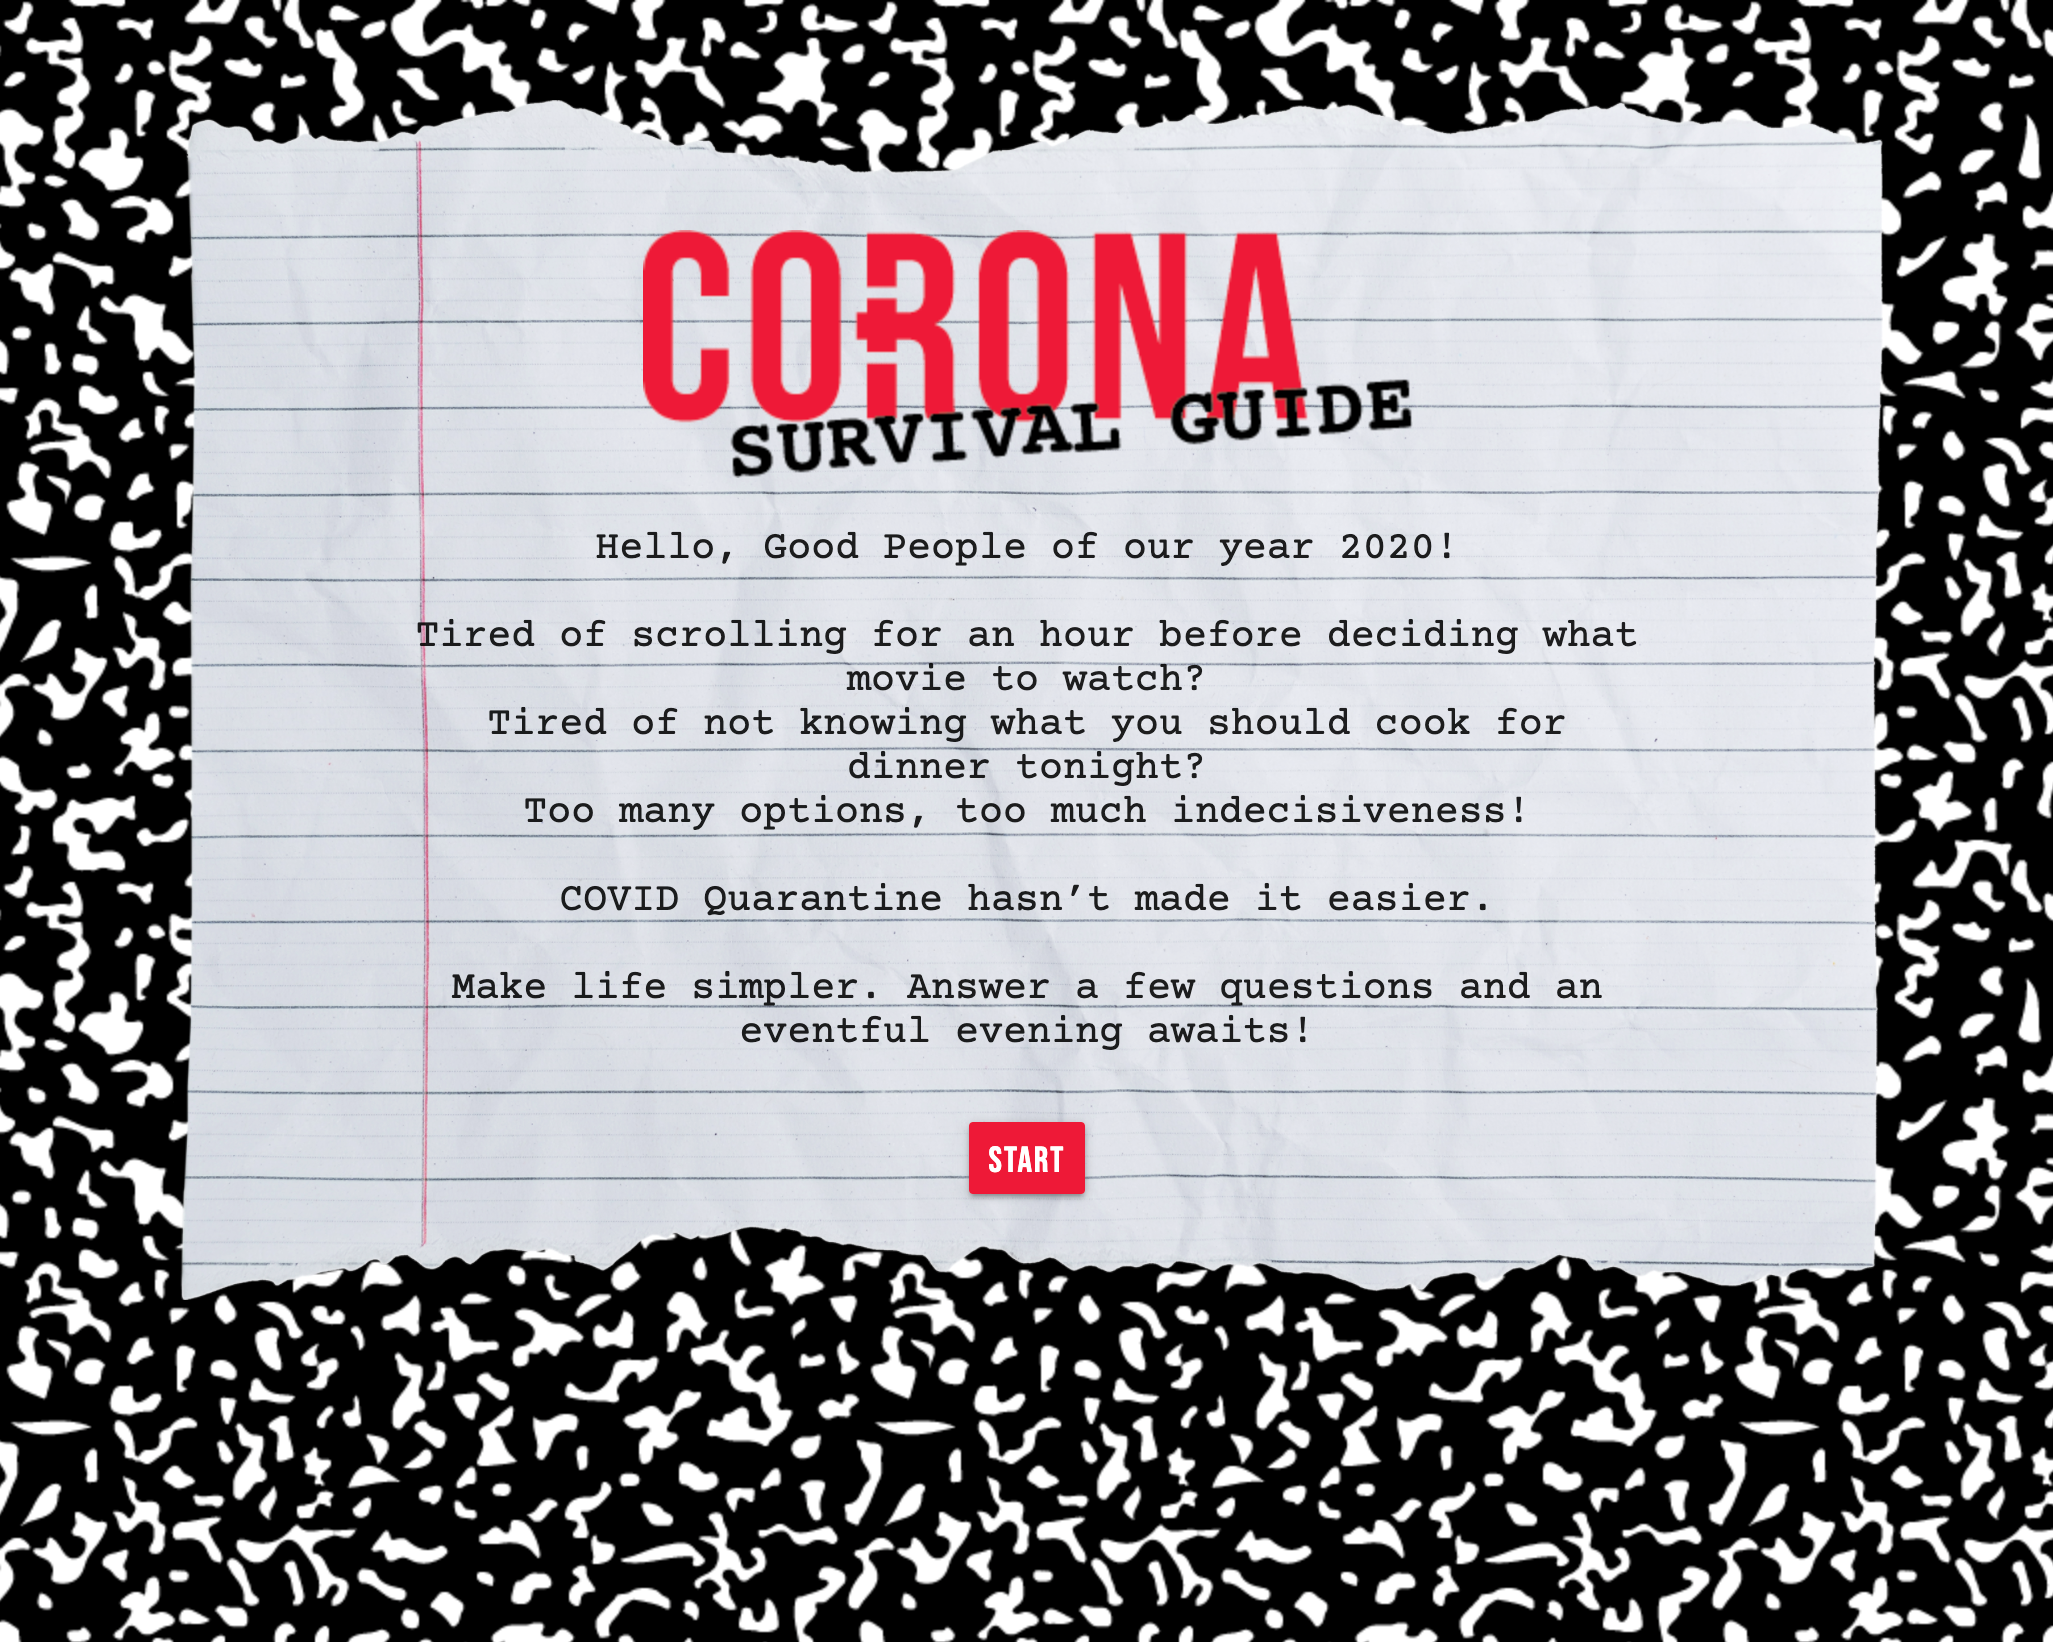 CORONA
SURVIVAL GUIDE
Hello, Good People of our year 2020!
Tired of scrolling for an hour before deciding what
movie to watch?
Tired of not knowing what you should cook for
dinner tonight?
Too many options, too much indecisiveness!
COVID Quarantine hasn’t made it easier.
Make life simpler. Answer a few questions and an
eventful evening awaits!
START